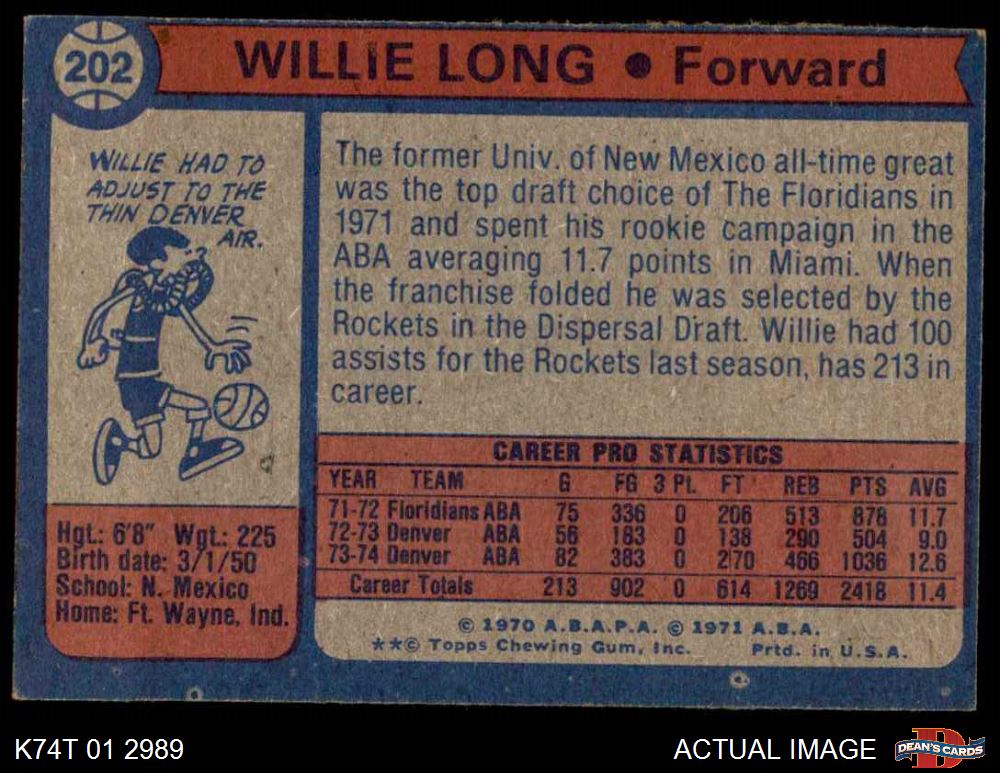 202
WILLIE LONG ● Forward
WILLIE HAD TO
ADJUST TO THE
THIN DENVER
AIR.
The former Univ. of New Mexico all-time great
was the top draft choice of The Floridians in
1971 and spent his rookie campaign in the
ABA averaging 11.7 points in Miami. When
the franchise folded he was selected by the
Rockets in the Dispersal Draft. Willie had 100
assists for the Rockets last season, has 213 in
career.
Hgt.: 6'8" Wgt.: 225
Birth date: 3/1/50
School: N. Mexico
Home: Ft. Wayne, Ind.
CAREER PRO STATISTICS
YEAR TEAM G FG 3 Pt. FT REB PTS AVG
71-72 Floridians ABA 75 336 0 206 513 878 11.7
72-73 Denver ABA 56 183 0 138 290 504 9.0
73-74 Denver ABA 82 383 0 270 466 1036 12.6
Career Totals 213 902 0 614 1269 2418 11.4
© 1970 A.B.A.P.A. © 1971 A.B.A.
**© Topps Chewing Gum, Inc. Prtd. in U.S.A.
K74T 01 2989
ACTUAL IMAGE
D
DEAN'S CARDS